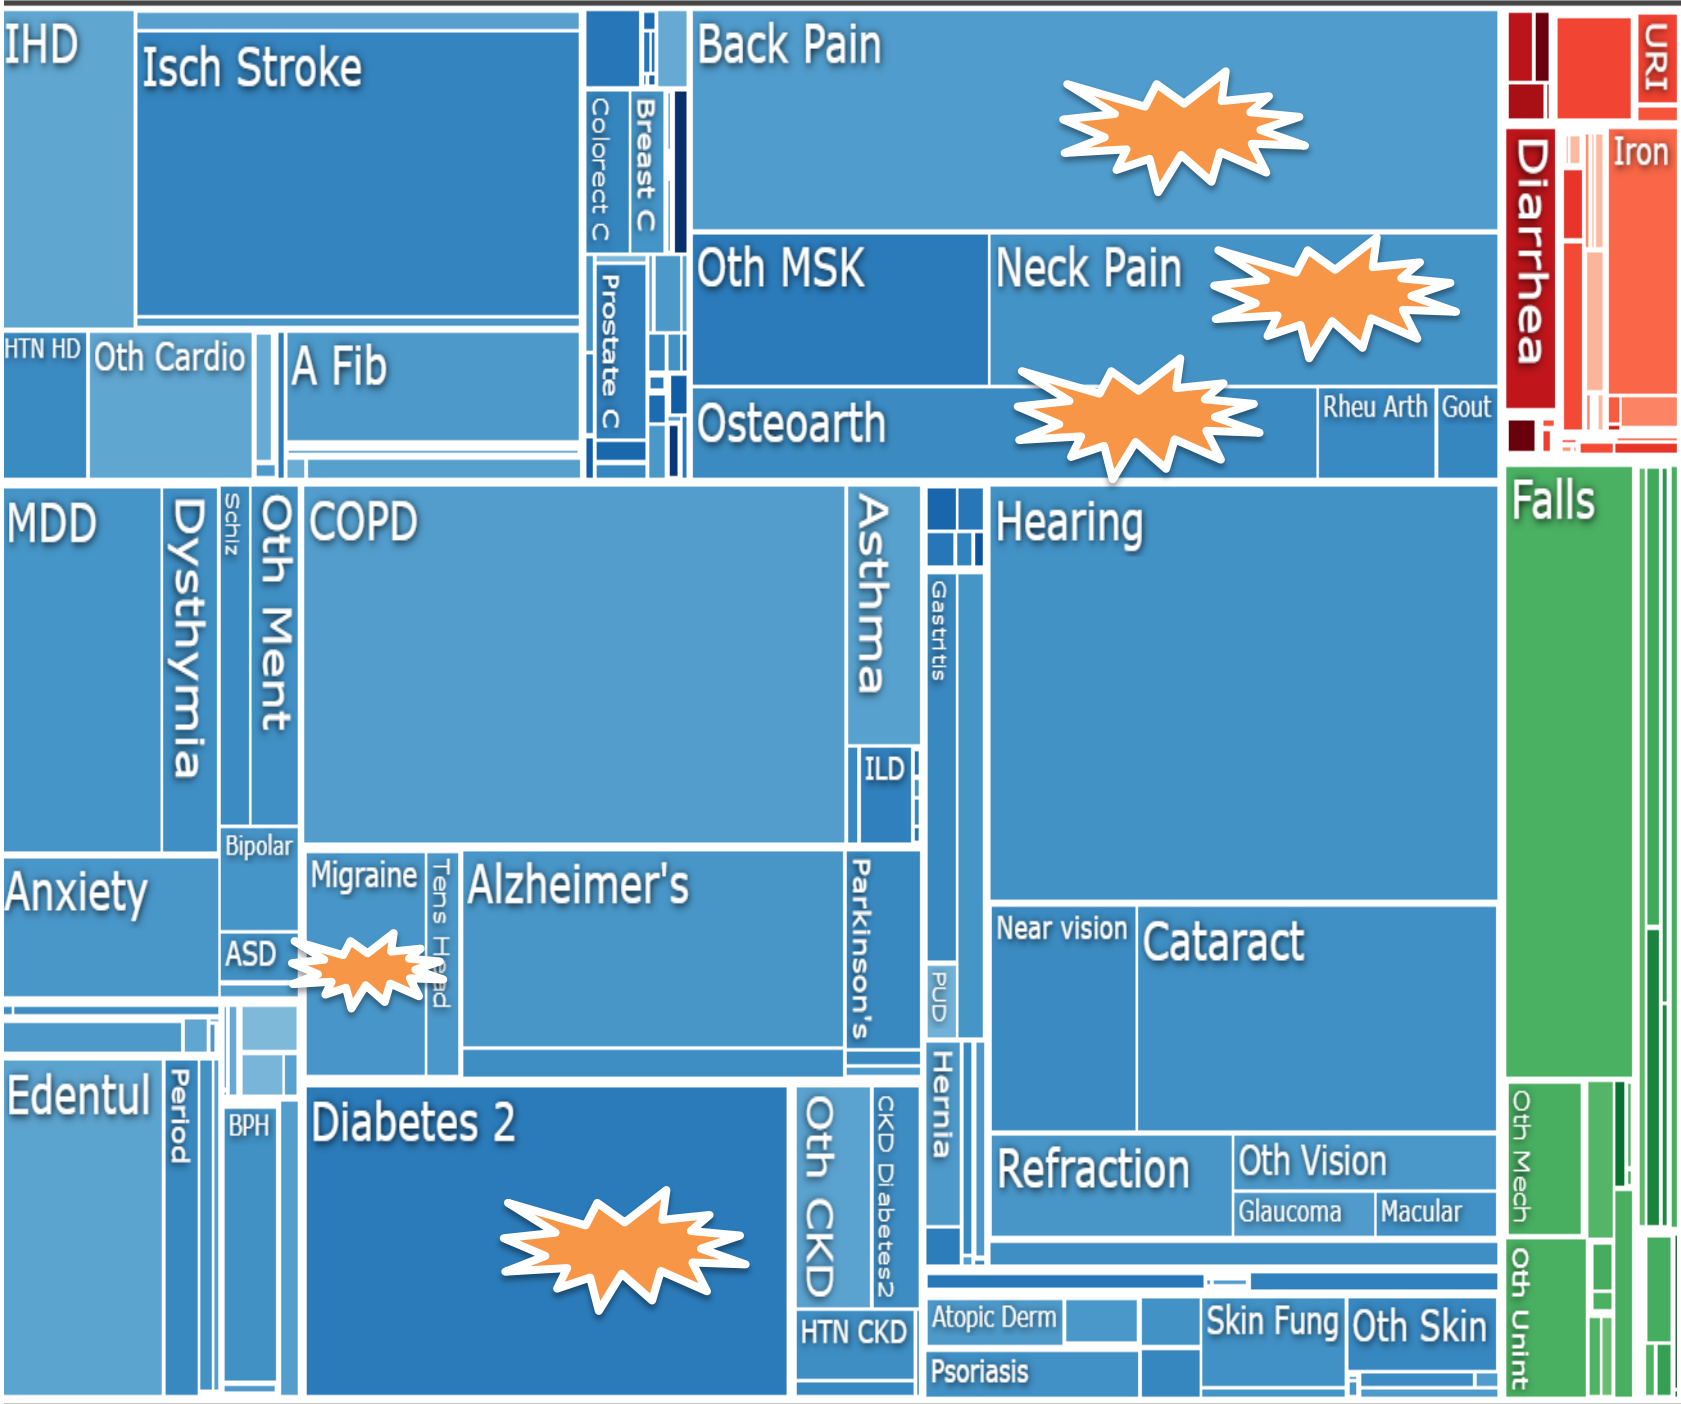 IHD
Isch Stroke
HTN HD
Oth Cardio
A Fib
Colorect C
Breast C
Prostate C
Back Pain
Oth MSK
Neck Pain
Osteoarth
Rheu Arth
Gout
URI
Diarrhea
Iron
MDD
Dysthymia
Schiz
Oth Ment
Bipolar
Anxiety
ASD
COPD
Asthma
ILD
Migraine
Tens Head
Alzheimer's
Parkinson's
Gastritis
PUD
Hernia
Hearing
Near vision
Cataract
Refraction
Oth Vision
Glaucoma
Macular
Falls
Oth Mech
Oth Unint
Edentul
Period
BPH
Diabetes 2
Oth CKD
CKD Diabetes2
HTN CKD
Atopic Derm
Psoriasis
Skin Fung
Oth Skin